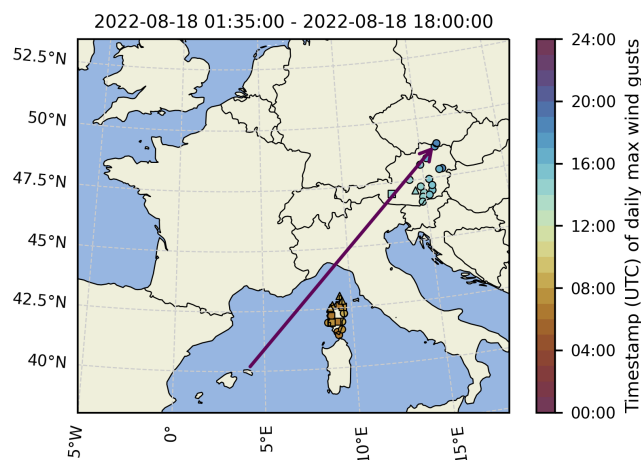 2022-08-18 01:35:00 - 2022-08-18 18:00:00
52.5°N
50°N
47.5°N
45°N
42.5°N
40°N
5°W
0°
5°E
10°E
15°E
24:00
20:00
16:00
12:00
08:00
04:00
00:00
Timestamp (UTC) of daily max wind gusts